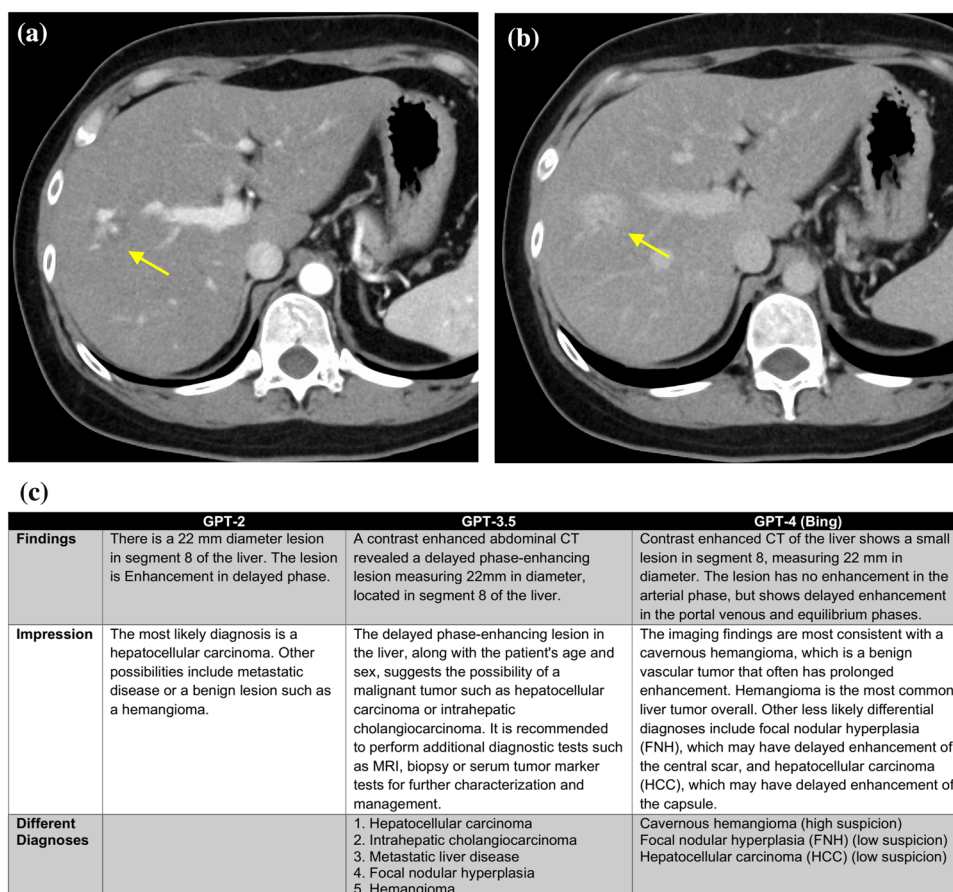 (a)
(b)
(c)
GPT-2
GPT-3.5
GPT-4 (Bing)
Findings
There is a 22 mm diameter lesion
in segment 8 of the liver. The lesion
is Enhancement in delayed phase.
A contrast enhanced abdominal CT
revealed a delayed phase-enhancing
lesion measuring 22mm in diameter,
located in segment 8 of the liver.
Contrast enhanced CT of the liver shows a small
lesion in segment 8, measuring 22 mm in
diameter. The lesion has no enhancement in the
arterial phase, but shows delayed enhancement
in the portal venous and equilibrium phases.
Impression
The most likely diagnosis is a
hepatocellular carcinoma. Other
possibilities include metastatic
disease or a benign lesion such as
a hemangioma.
The delayed phase-enhancing lesion in
the liver, along with the patient's age and
sex, suggests the possibility of a
malignant tumor such as hepatocellular
carcinoma or intrahepatic
cholangiocarcinoma. It is recommended
to perform additional diagnostic tests such
as MRI, biopsy or serum tumor marker
tests for further characterization and
management.
The imaging findings are most consistent with a
cavernous hemangioma, which is a benign
vascular tumor that often has prolonged
enhancement. Hemangioma is the most common
liver tumor overall. Other less likely differential
diagnoses include focal nodular hyperplasia
(FNH), which may have delayed enhancement of
the central scar, and hepatocellular carcinoma
(HCC), which may have delayed enhancement of
the capsule.
Different
Diagnoses
1. Hepatocellular carcinoma
2. Intrahepatic cholangiocarcinoma
3. Metastatic liver disease
4. Focal nodular hyperplasia
5. Hemangioma
Cavernous hemangioma (high suspicion)
Focal nodular hyperplasia (FNH) (low suspicion)
Hepatocellular carcinoma (HCC) (low suspicion)